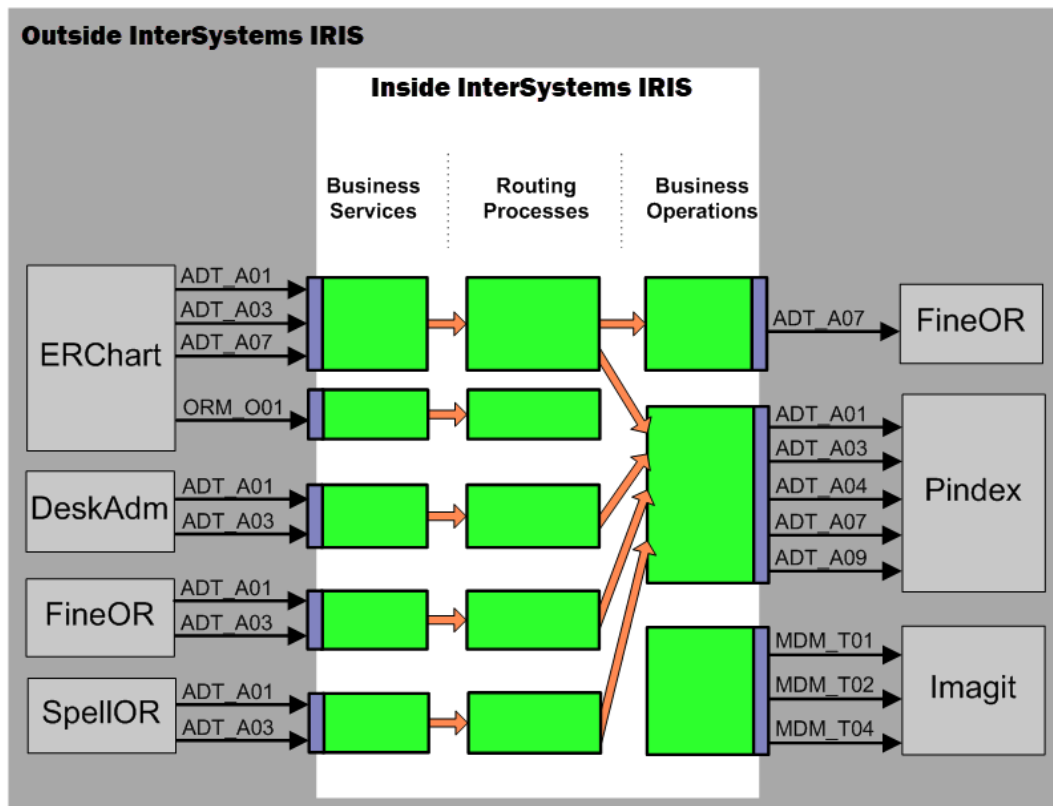 Outside InterSystems IRIS
Inside InterSystems IRIS
Business
Services
Routing
Processes
Business
Operations
ERChart
ADT_A01
ADT_A03
ADT_A07
ORM_O01
DeskAdm
ADT_A01
ADT_A03
FineOR
ADT_A01
ADT_A03
SpellOR
ADT_A01
ADT_A03
ADT_A07
FineOR
ADT_A01
ADT_A03
ADT_A04
ADT_A07
ADT_A09
Pindex
MDM_T01
MDM_T02
MDM_T04
Imagit